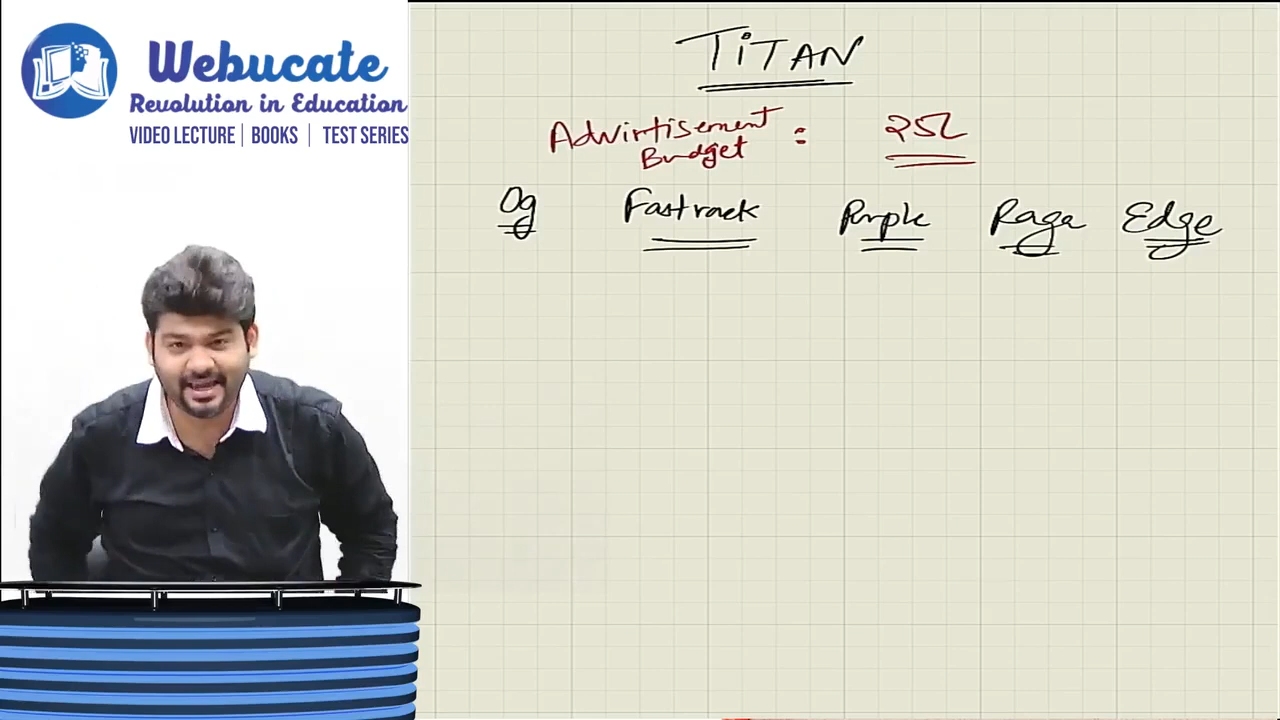 Webucate
Revolution in Education
VIDEO LECTURE | BOOKS | TEST SERIES
TiTAN
Advirtisement Budget : 25L
Og Fastrack Purple Raga Edge